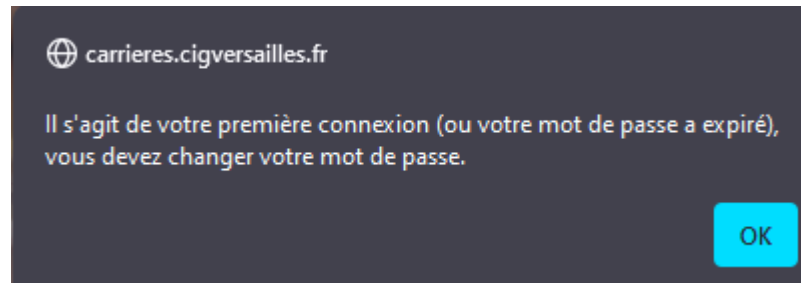 carrieres.cigversailles.fr
Il s'agit de votre première connexion (ou votre mot de passe a expiré),
vous devez changer votre mot de passe.
OK